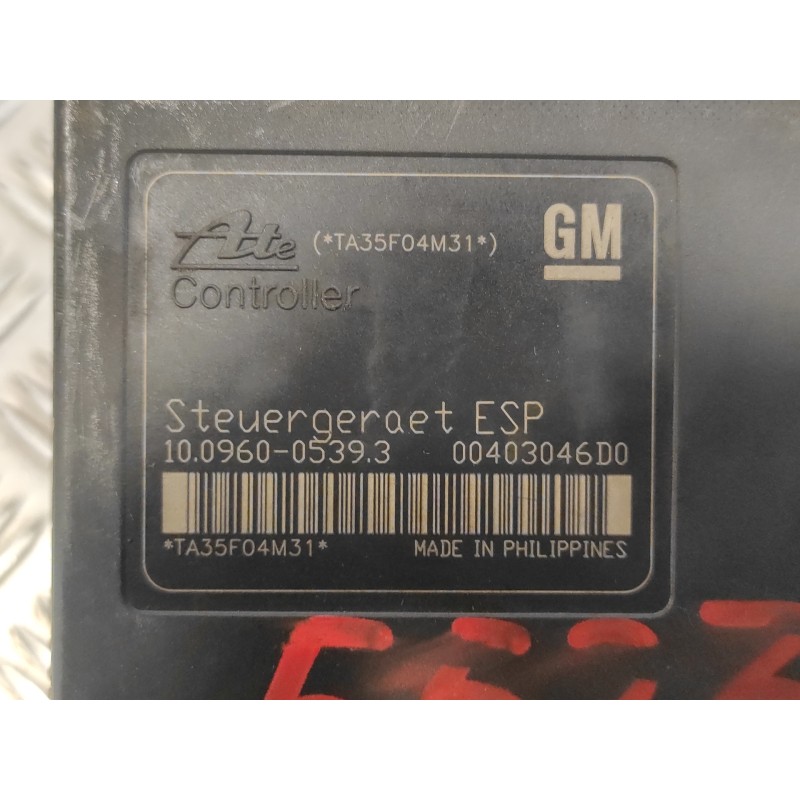 Ate (*TA35F04M31*) GM
Controller
Steuergeraet ESP
10.0960-0539.3 00403046D0
*TA35F04M31* MADE IN PHILIPPINES